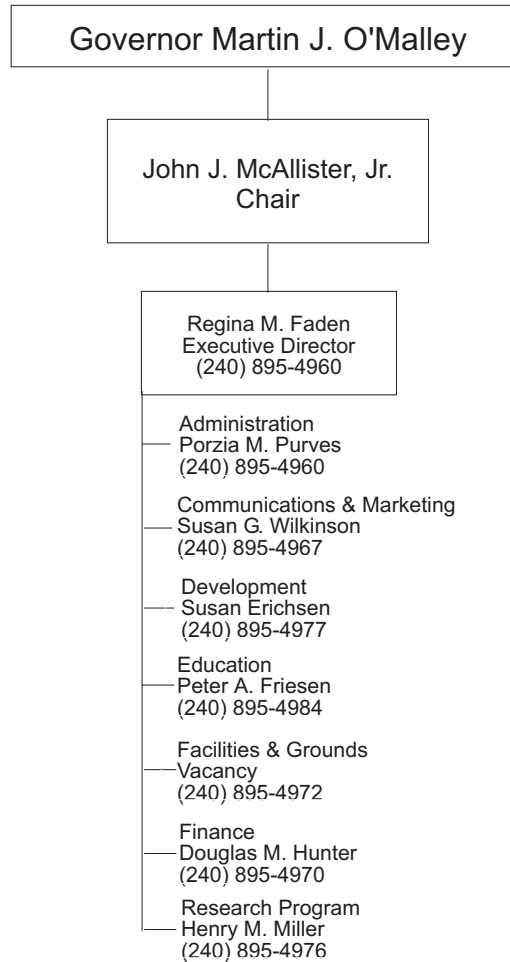 Governor Martin J. O'Malley
John J. McAllister, Jr.
Chair
Regina M. Faden
Executive Director
(240) 895-4960
Administration
Porzia M. Purves
(240) 895-4960
Communications & Marketing
Susan G. Wilkinson
(240) 895-4967
Development
Susan Erichsen
(240) 895-4977
Education
Peter A. Friesen
(240) 895-4984
Facilities & Grounds
Vacancy
(240) 895-4972
Finance
Douglas M. Hunter
(240) 895-4970
Research Program
Henry M. Miller
(240) 895-4976